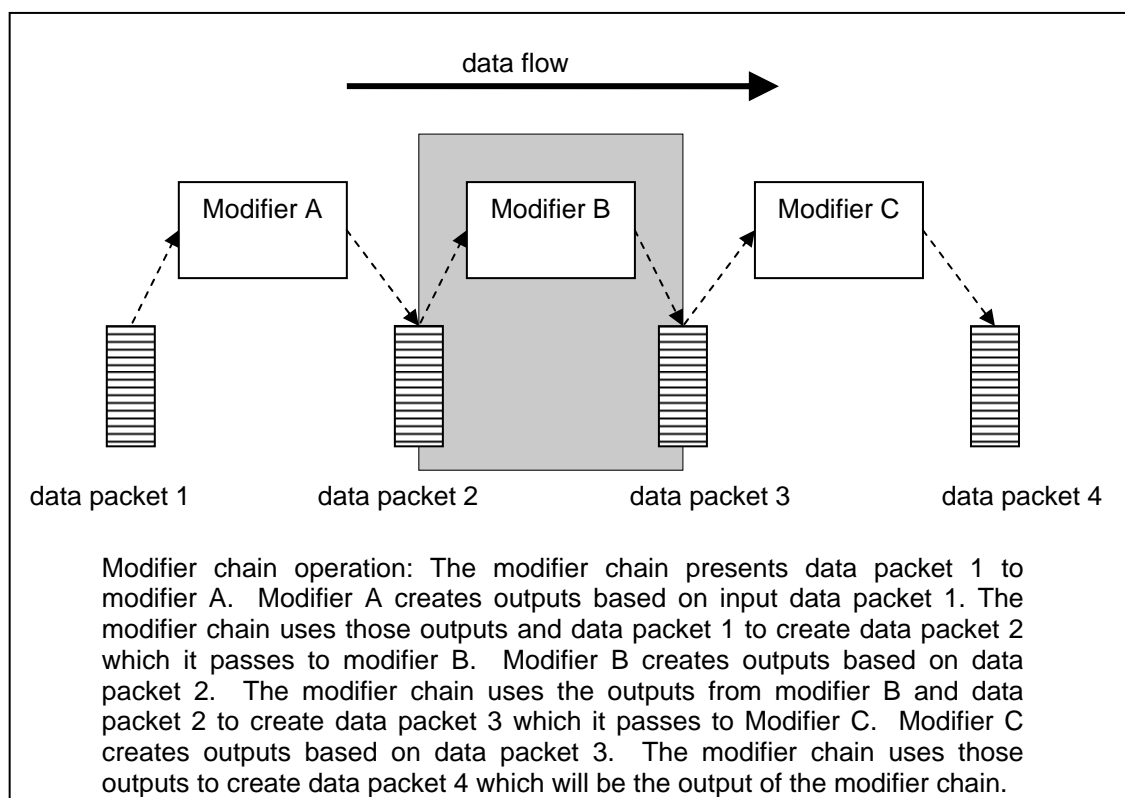 data flow
Modifier A
Modifier B
Modifier C
data packet 1
data packet 2
data packet 3
data packet 4
Modifier chain operation: The modifier chain presents data packet 1 to
modifier A. Modifier A creates outputs based on input data packet 1. The
modifier chain uses those outputs and data packet 1 to create data packet 2
which it passes to modifier B. Modifier B creates outputs based on data
packet 2. The modifier chain uses the outputs from modifier B and data
packet 2 to create data packet 3 which it passes to Modifier C. Modifier C
creates outputs based on data packet 3. The modifier chain uses those
outputs to create data packet 4 which will be the output of the modifier chain.